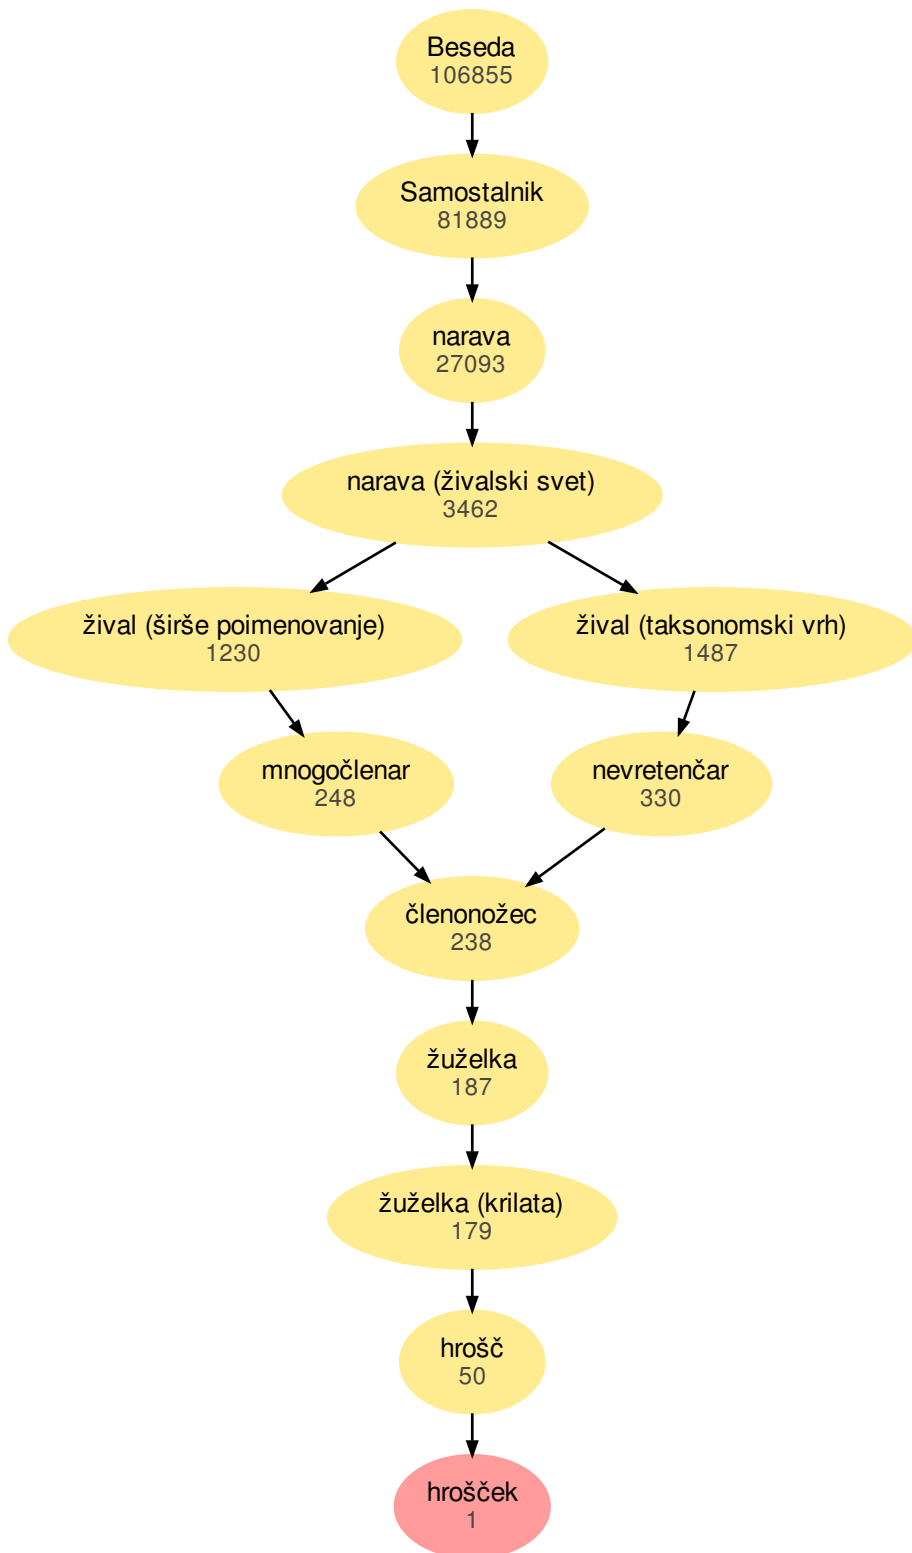 Beseda
106855
Samostalnik
81889
narava
27093
narava (živalski svet)
3462
žival (širše poimenovanje)
1230
žival (taksonomski vrh)
1487
mnogočlenar
248
nevretenčar
330
členonožec
238
žuželka
187
žuželka (krilata)
179
hrošč
50
hrošček
1